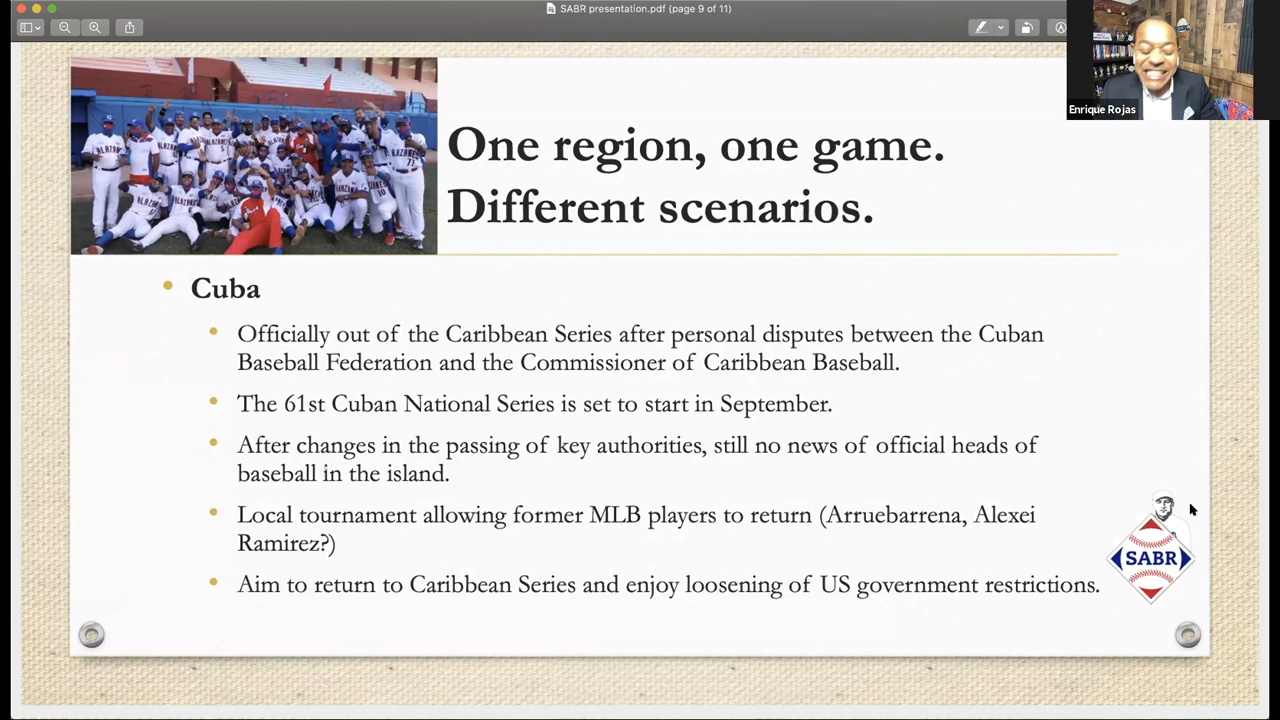 SABR presentation.pdf (page 9 of 11)
Enrique Rojas
One region, one game.
Different scenarios.
• Cuba
• Officially out of the Caribbean Series after personal disputes between the Cuban
Baseball Federation and the Commissioner of Caribbean Baseball.
• The 61st Cuban National Series is set to start in September.
• After changes in the passing of key authorities, still no news of official heads of
baseball in the island.
• Local tournament allowing former MLB players to return (Arruebarrena, Alexei
Ramirez?)
• Aim to return to Caribbean Series and enjoy loosening of US government restrictions.
SABR